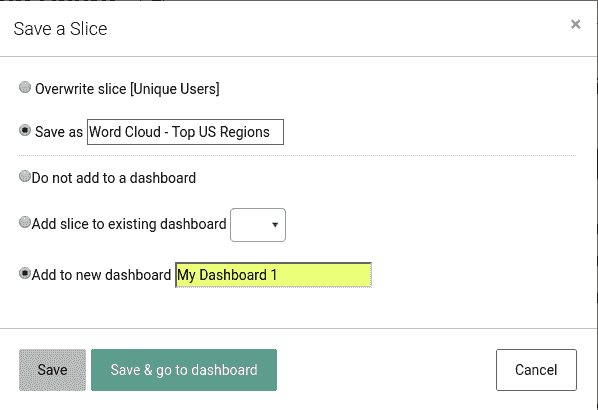 Save a Slice
×
Overwrite slice [Unique Users]
Save as Word Cloud - Top US Regions
Do not add to a dashboard
Add slice to existing dashboard
Add to new dashboard My Dashboard 1
Save Save & go to dashboard Cancel